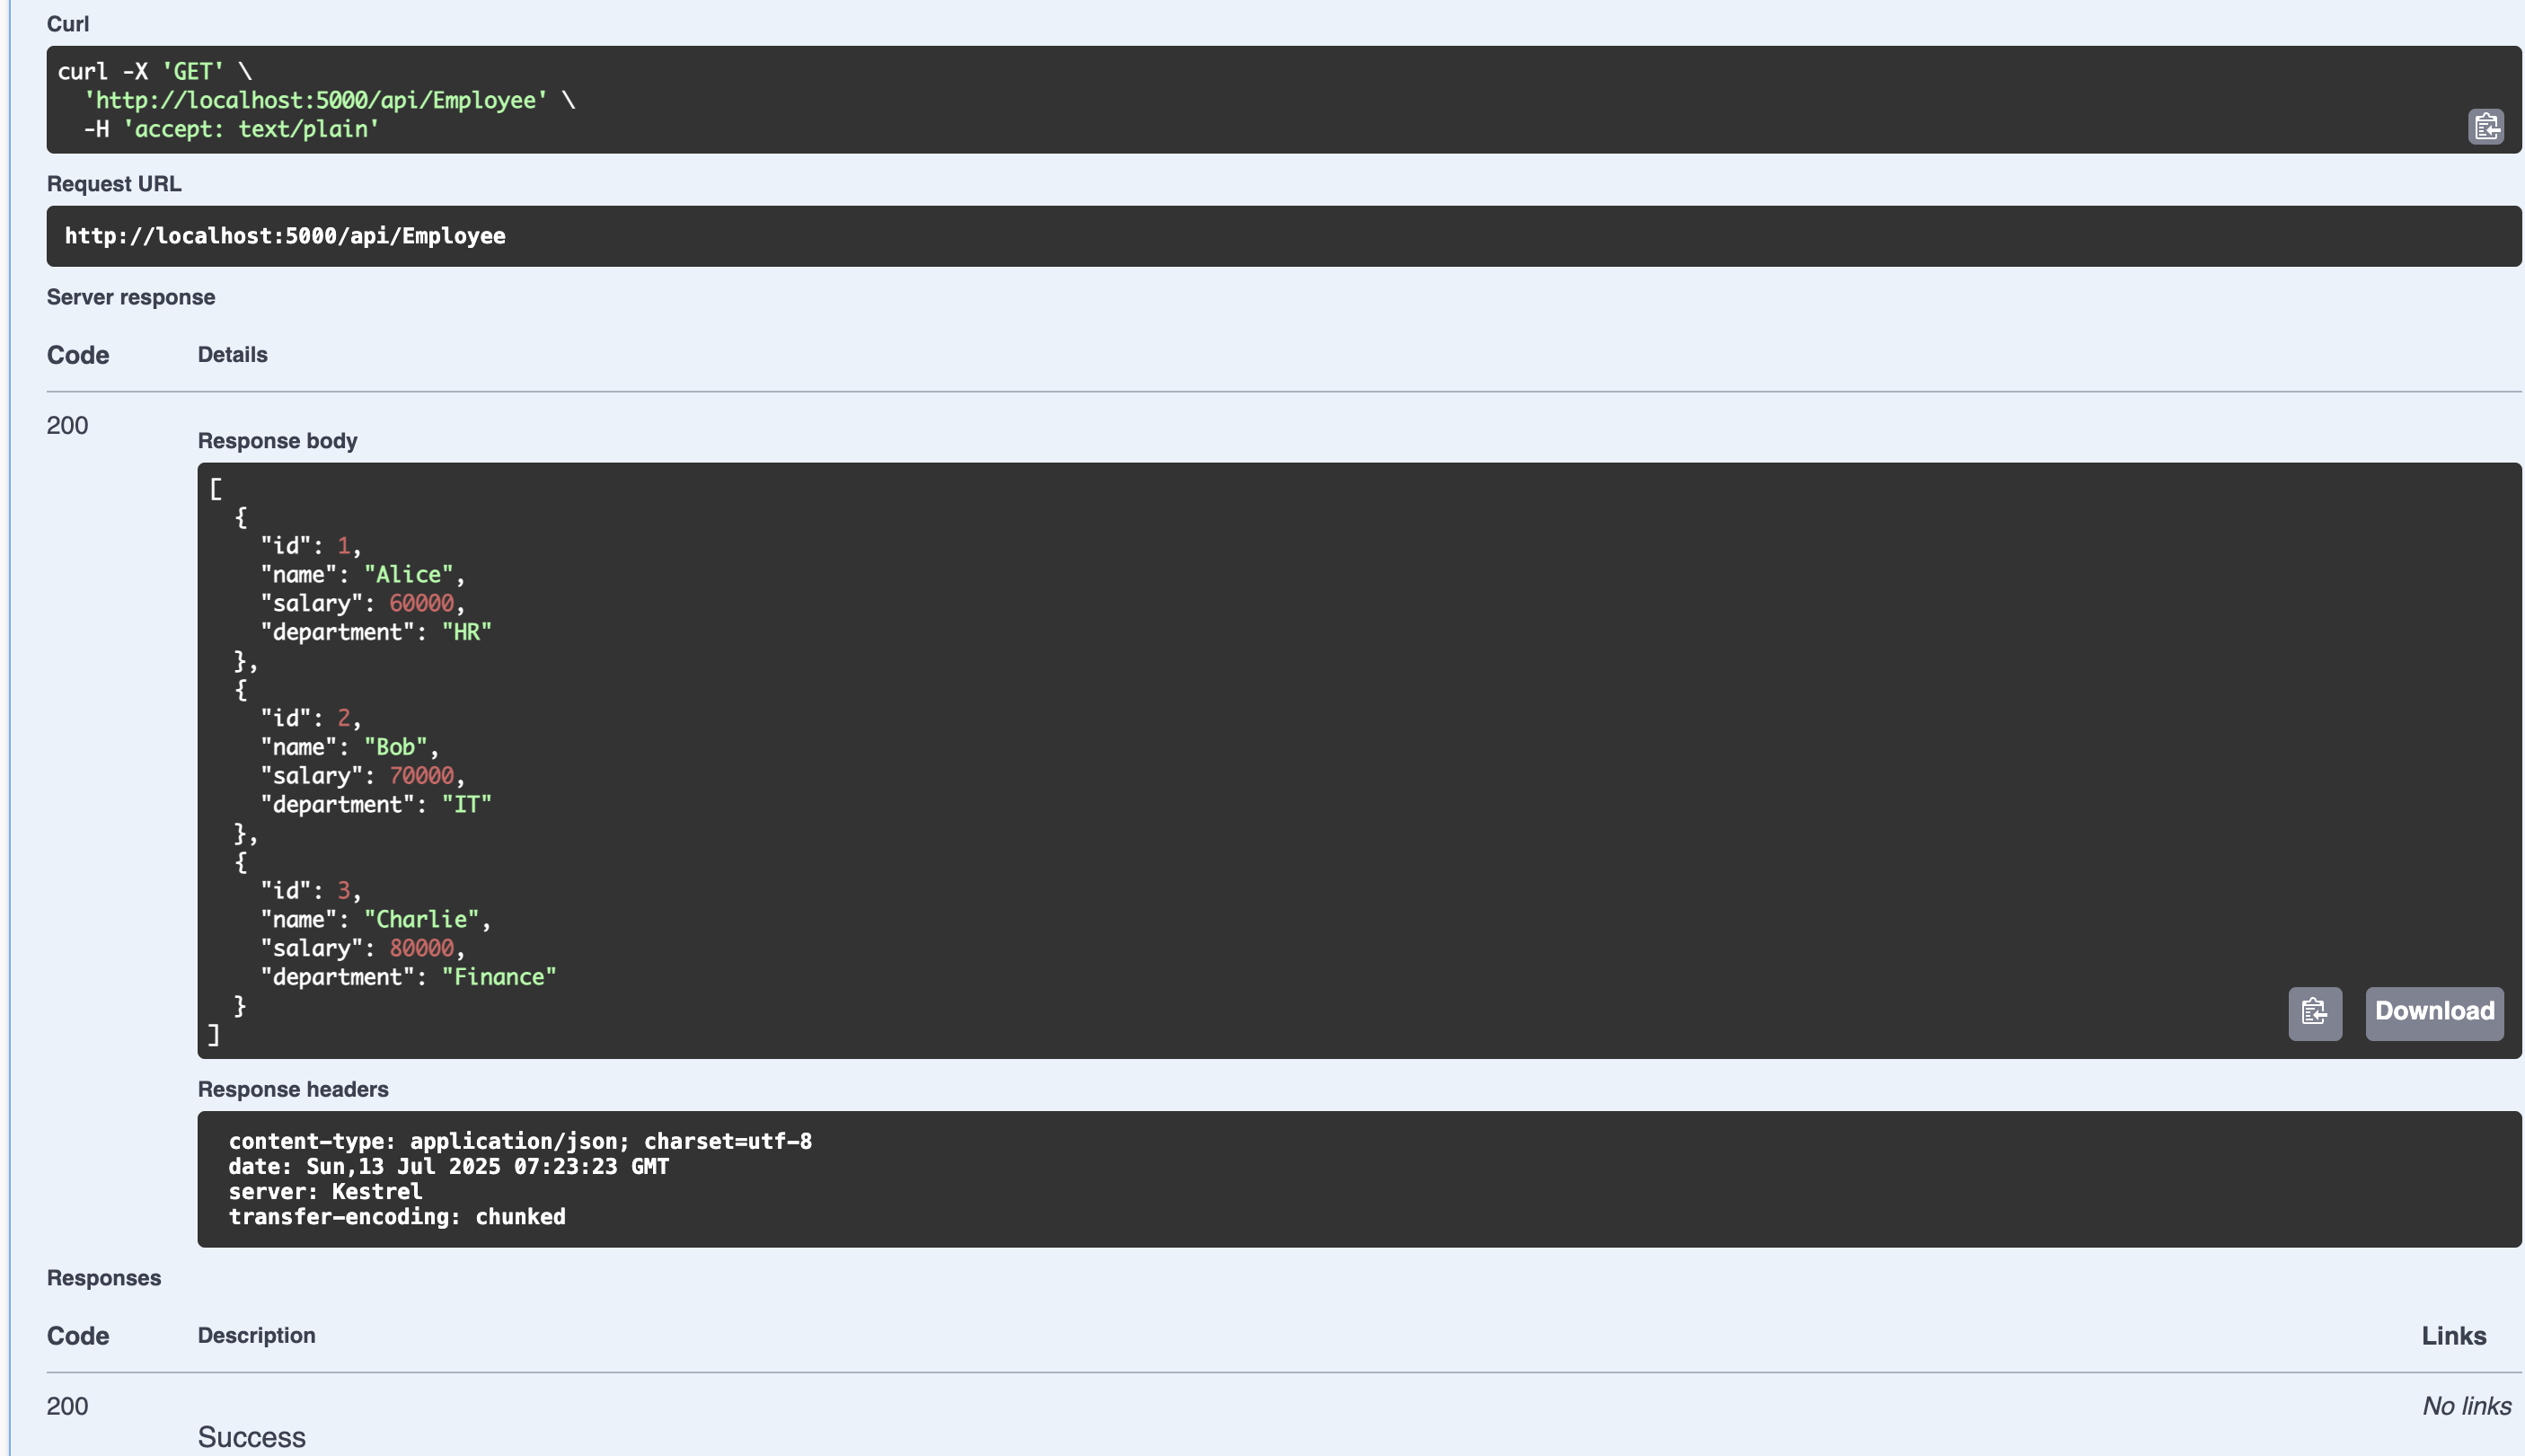 Curl
curl -X 'GET' \
  'http://localhost:5000/api/Employee' \
  -H 'accept: text/plain'
Request URL
http://localhost:5000/api/Employee
Server response
Code Details
200
Response body
[
  {
    "id": 1,
    "name": "Alice",
    "salary": 60000,
    "department": "HR"
  },
  {
    "id": 2,
    "name": "Bob",
    "salary": 70000,
    "department": "IT"
  },
  {
    "id": 3,
    "name": "Charlie",
    "salary": 80000,
    "department": "Finance"
  }
]
Download
Response headers
content-type: application/json; charset=utf-8
date: Sun,13 Jul 2025 07:23:23 GMT
server: Kestrel
transfer-encoding: chunked
Responses
Code Description Links
200 No links
Success